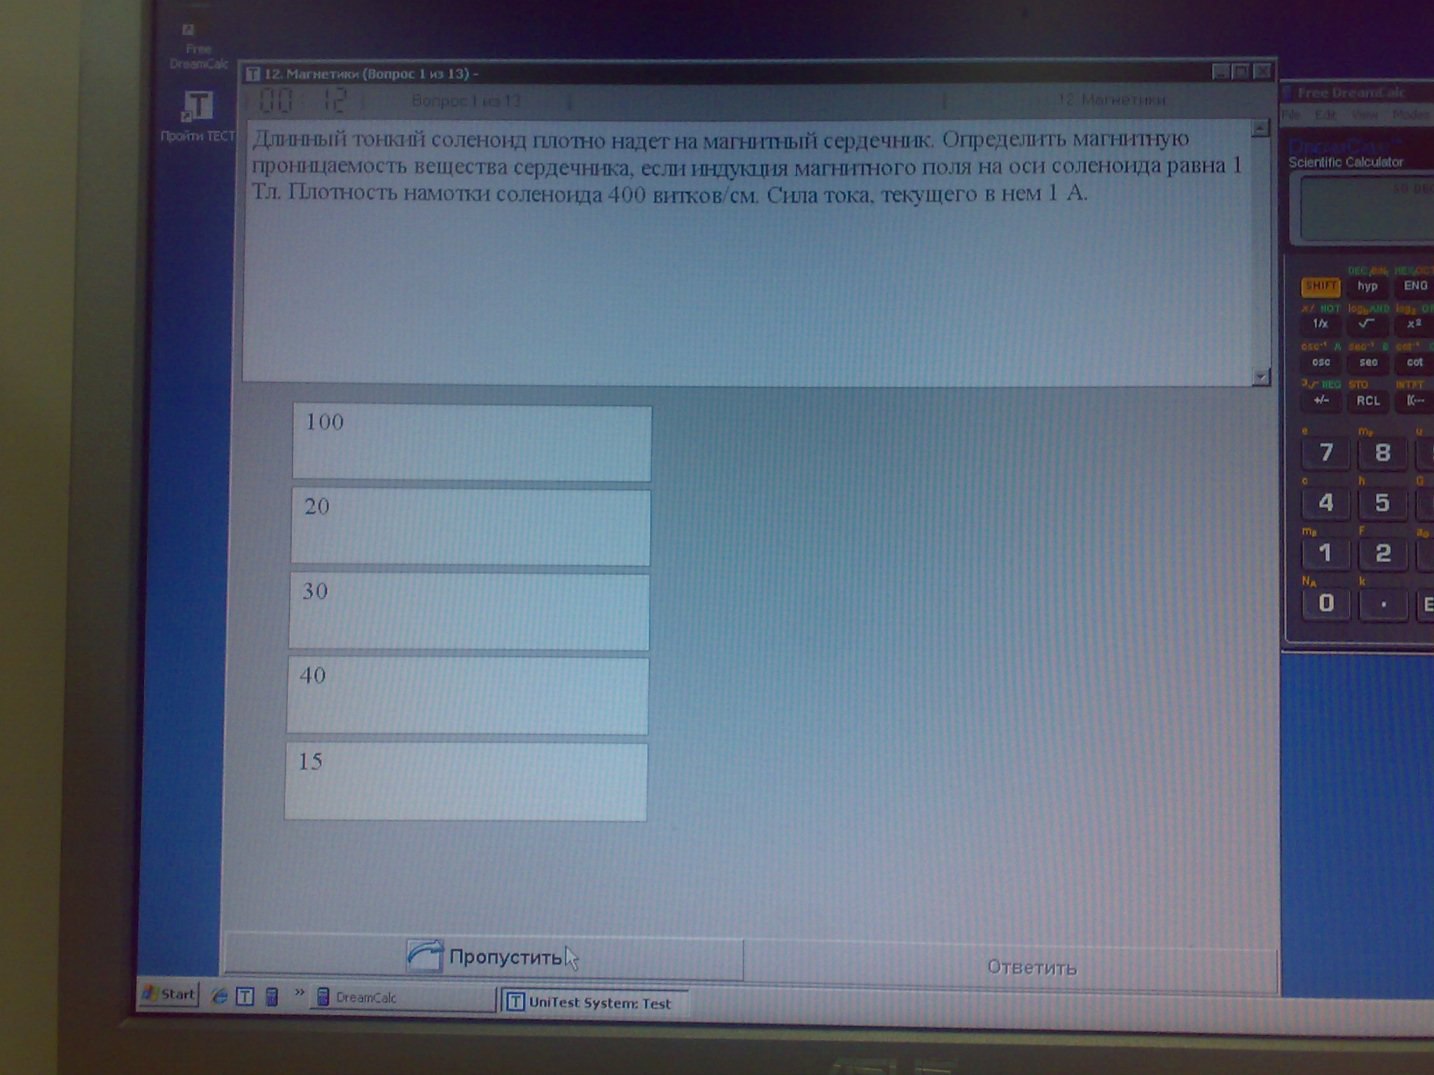 Free
DreamCalc
Пройти ТЕСТ
12. Магнетики (Вопрос 1 из 13) -
00 12
Вопрос 1 из 13
12. Магнетики
Длинный тонкий соленоид плотно надет на магнитный сердечник. Определить магнитную
проницаемость вещества сердечника, если индукция магнитного поля на оси соленоида равна 1
Тл. Плотность намотки соленоида 400 витков/см. Сила тока, текущего в нем 1 А.
100
20
30
40
15
Пропустить
Ответить
Start
»
DreamCalc
UniTest System: Test
Free DreamCalc
File Edit View Modes
DreamCalc
Scientific Calculator
SHIFT hyp ENG
1/x √ x²
csc sec cot
+/- RCL
7 8
4 5
1 2
0 .